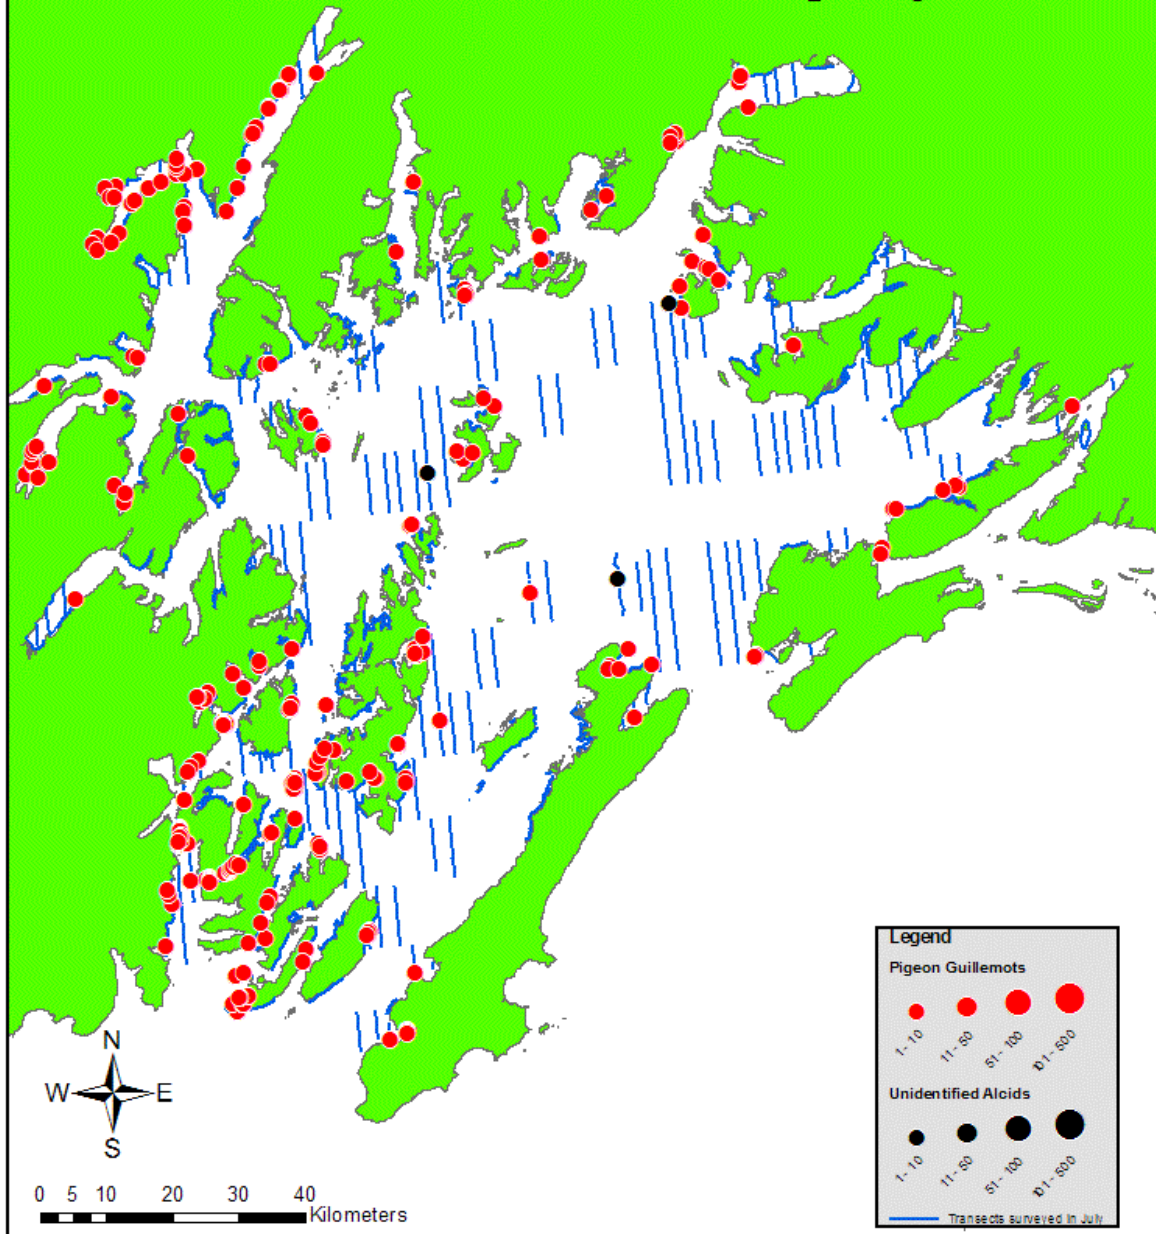 N
W E
S
0 5 10 20 30 40
Kilometers
Legend
Pigeon Guillemots
1 - 10 11 - 50 51 - 100 101 - 500
Unidentified Alcids
1 - 10 11 - 50 51 - 100 101 - 500
Transects surveyed in July